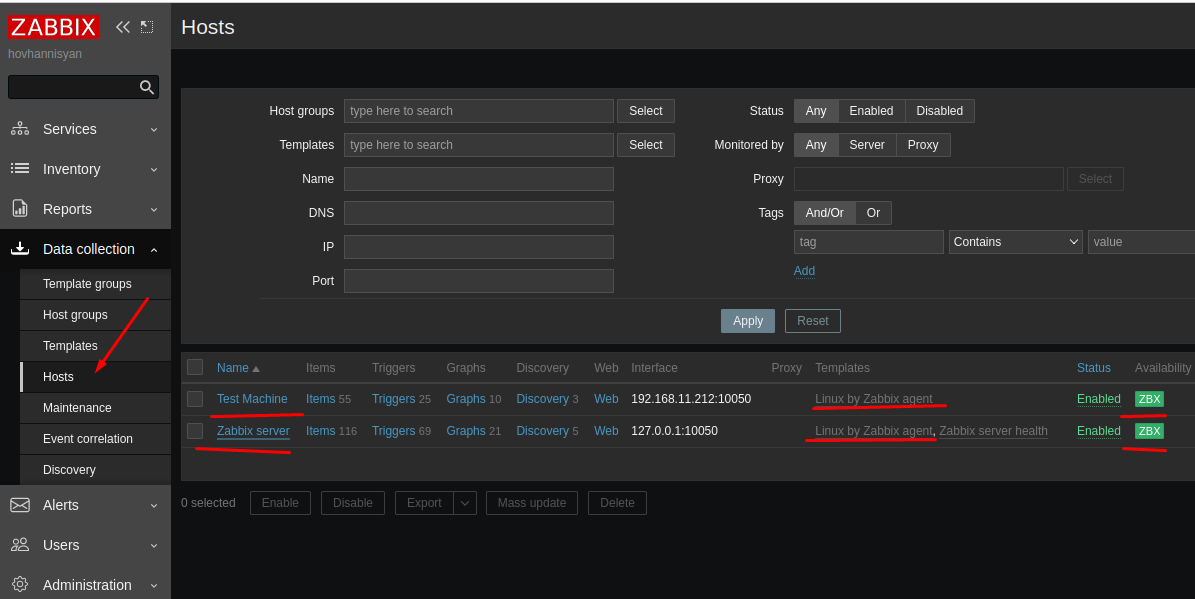 ZABBIX
hovhannisyan
Services
Inventory
Reports
Data collection
Template groups
Host groups
Templates
Hosts
Maintenance
Event correlation
Discovery
Alerts
Users
Administration
Hosts
Host groups type here to search Select
Templates type here to search Select
Name
DNS
IP
Port
Status Any Enabled Disabled
Monitored by Any Server Proxy
Proxy Select
Tags And/Or Or
tag Contains value
Add
Apply Reset
Name Items Triggers Graphs Discovery Web Interface Proxy Templates Status Availability
Test Machine Items 55 Triggers 25 Graphs 10 Discovery 3 Web 192.168.11.212:10050 Linux by Zabbix agent Enabled ZBX
Zabbix server Items 116 Triggers 69 Graphs 21 Discovery 5 Web 127.0.0.1:10050 Linux by Zabbix agent, Zabbix server health Enabled ZBX
0 selected Enable Disable Export Mass update Delete